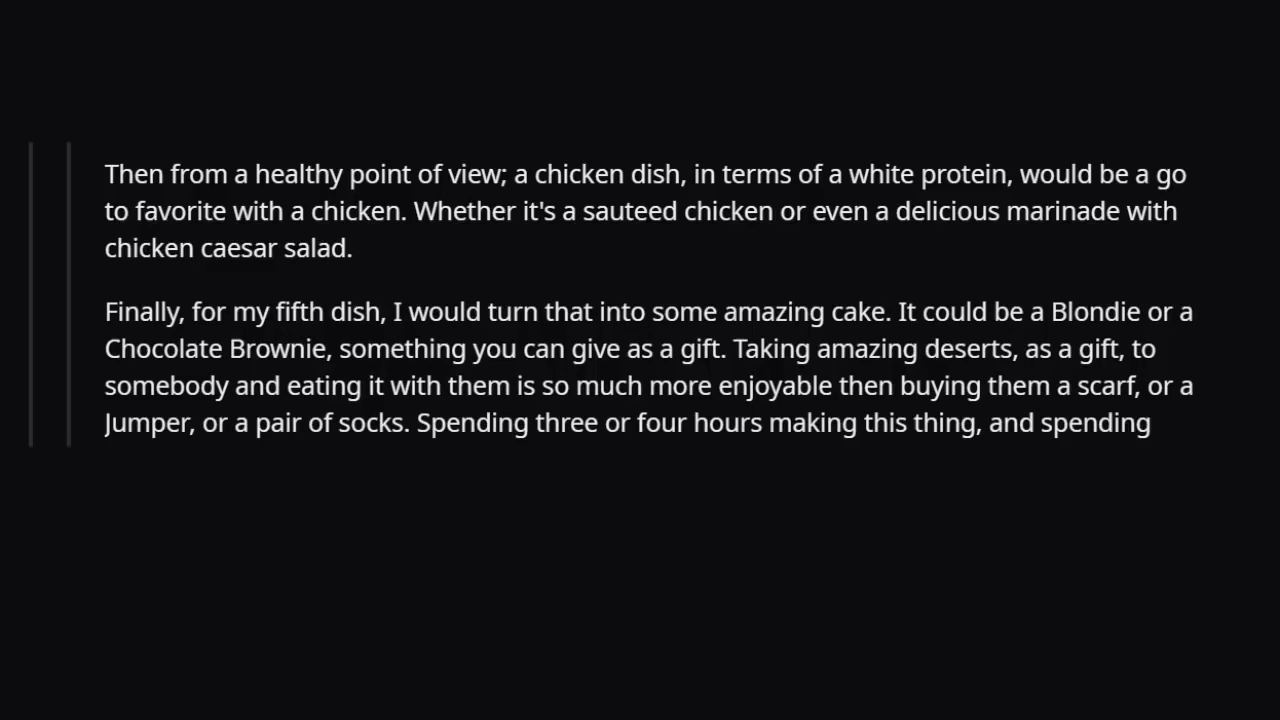 Then from a healthy point of view; a chicken dish, in terms of a white protein, would be a go
to favorite with a chicken. Whether it's a sauteed chicken or even a delicious marinade with
chicken caesar salad.
Finally, for my fifth dish, I would turn that into some amazing cake. It could be a Blondie or a
Chocolate Brownie, something you can give as a gift. Taking amazing deserts, as a gift, to
somebody and eating it with them is so much more enjoyable then buying them a scarf, or a
Jumper, or a pair of socks. Spending three or four hours making this thing, and spending